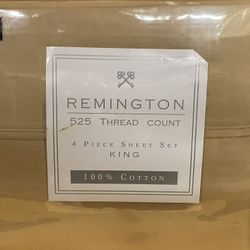 REMINGTON
525 THREAD COUNT
4 PIECE SHEET SET
KING
100% COTTON